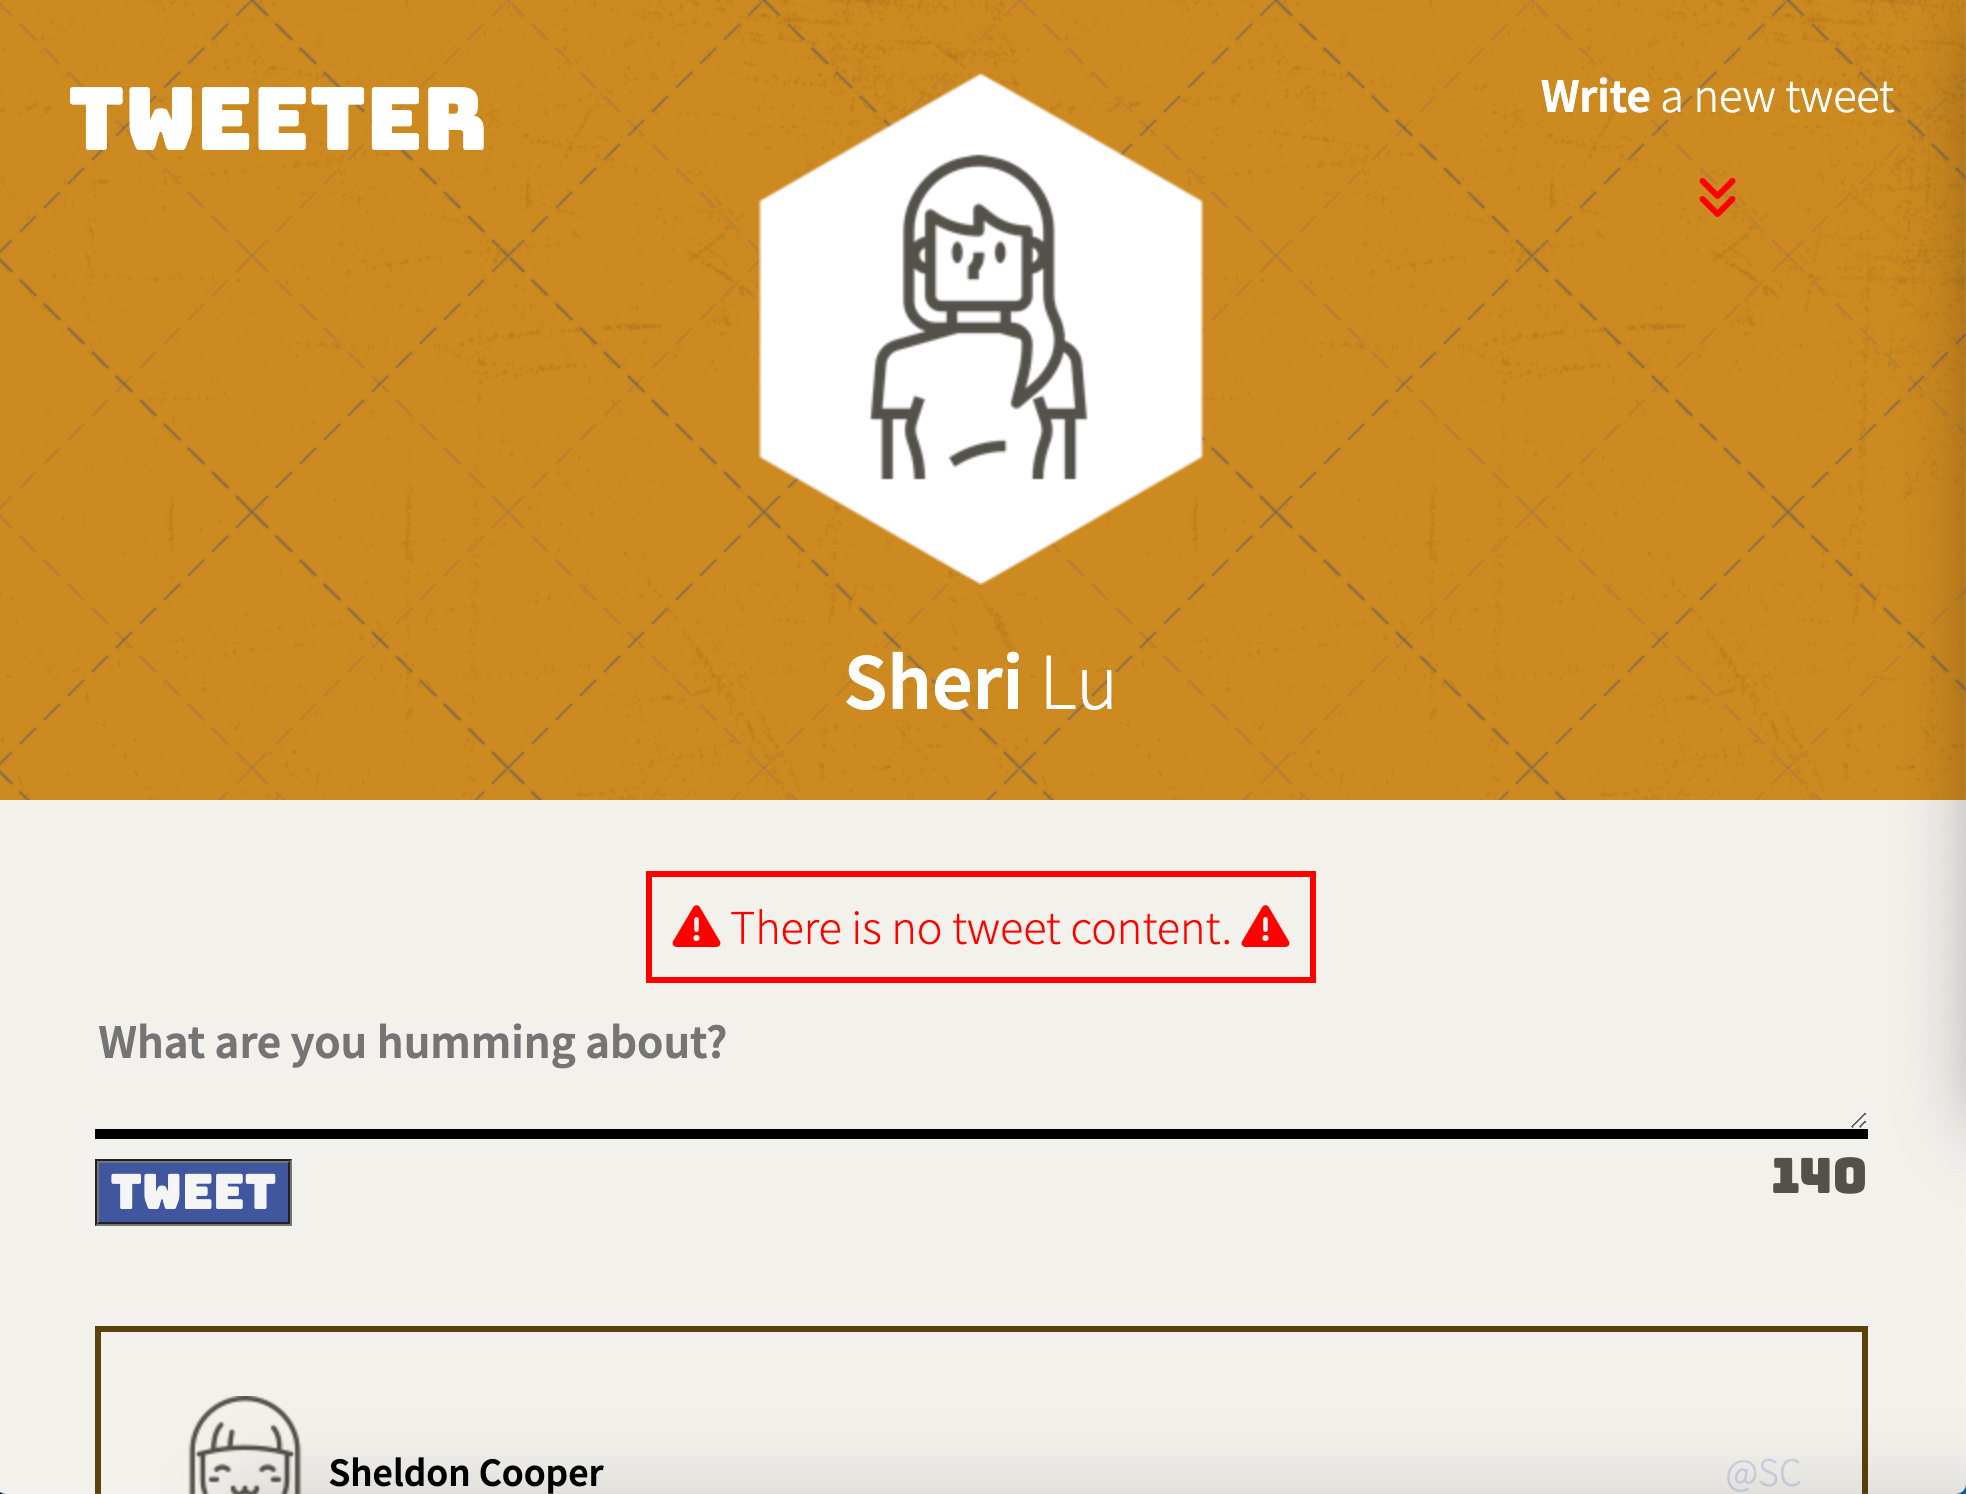 TWEETER
Write a new tweet
Sheri Lu
There is no tweet content.
What are you humming about?
TWEET
140
Sheldon Cooper
@SC